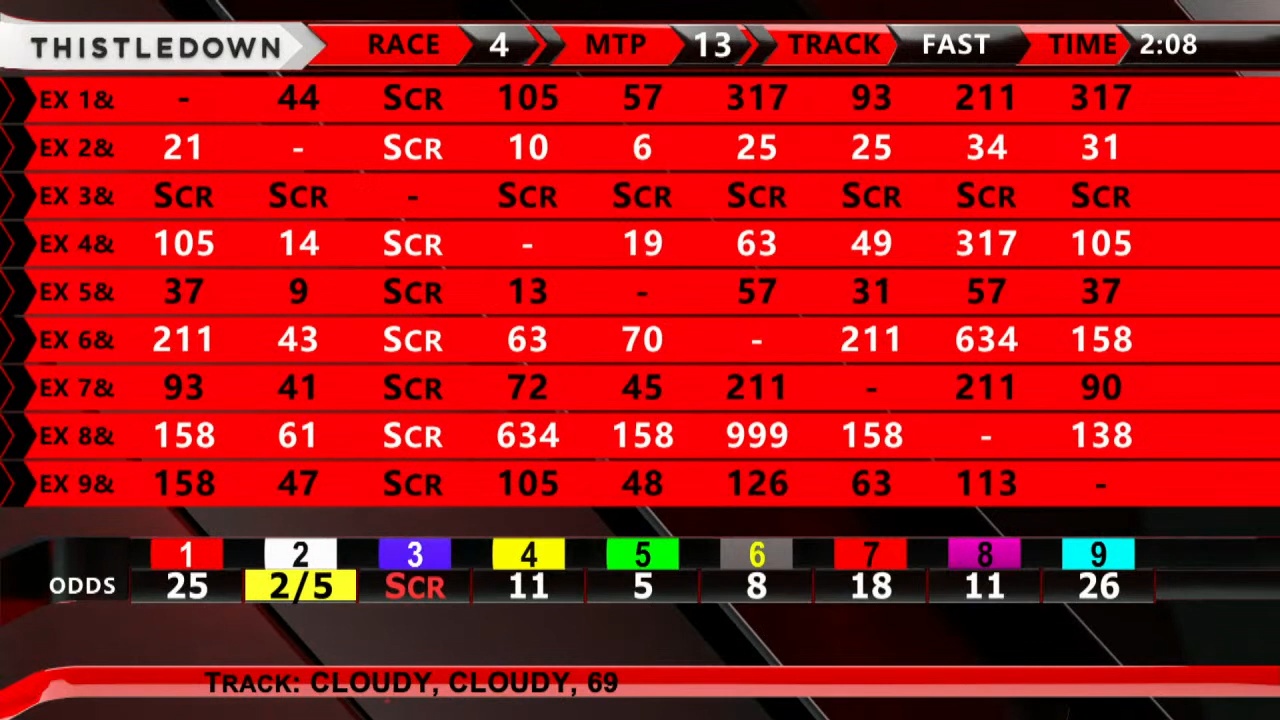 THISTLEDOWN RACE 4 MTP 13 TRACK FAST TIME 2:08
EX 1& - 44 SCR 105 57 317 93 211 317
EX 2& 21 - SCR 10 6 25 25 34 31
EX 3& SCR SCR - SCR SCR SCR SCR SCR SCR
EX 4& 105 14 SCR - 19 63 49 317 105
EX 5& 37 9 SCR 13 - 57 31 57 37
EX 6& 211 43 SCR 63 70 - 211 634 158
EX 7& 93 41 SCR 72 45 211 - 211 90
EX 8& 158 61 SCR 634 158 999 158 - 138
EX 9& 158 47 SCR 105 48 126 63 113 -
1 2 3 4 5 6 7 8 9
ODDS 25 2/5 SCR 11 5 8 18 11 26
TRACK: CLOUDY, CLOUDY, 69